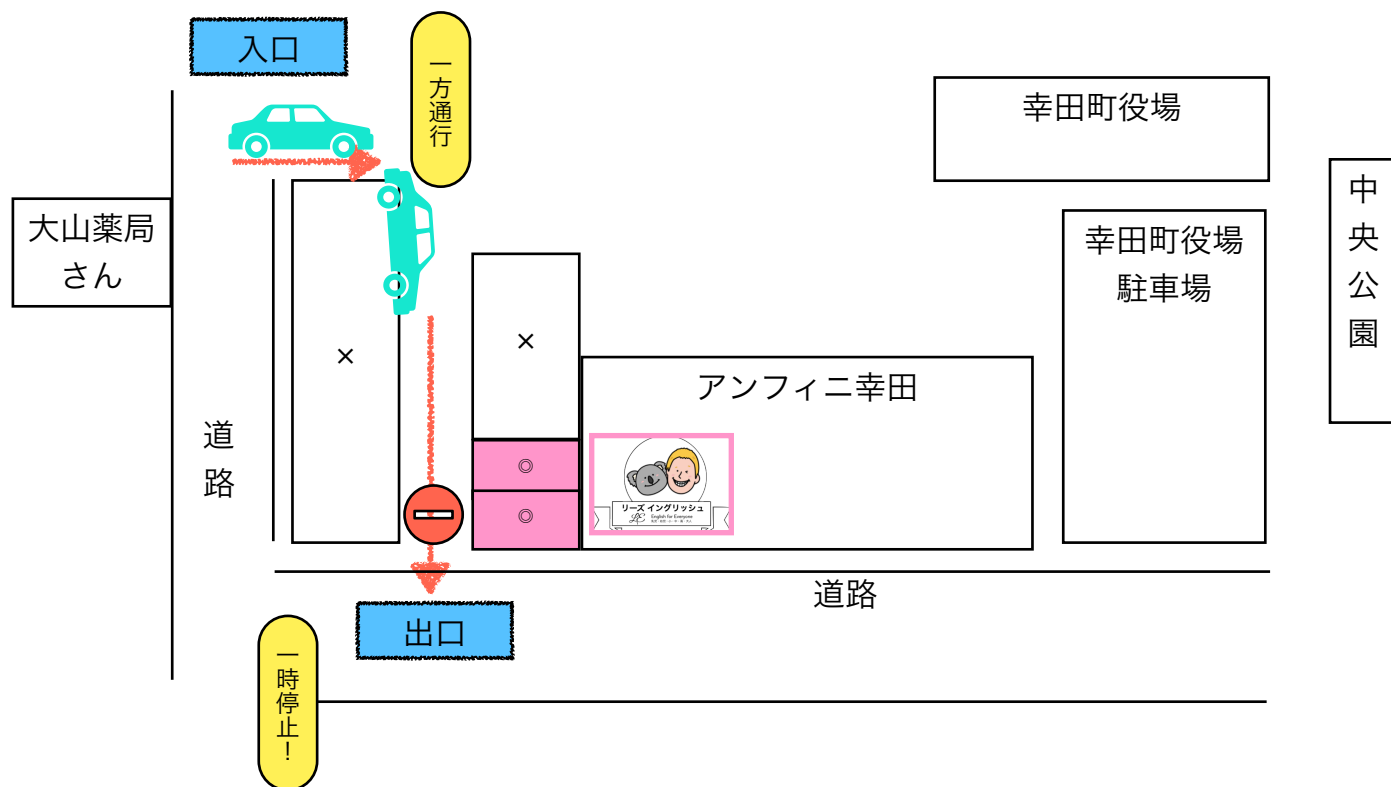 入口
一方通行
幸田町役場
大山薬局
さん
中央公園
幸田町役場
駐車場
×
×
アンフィニ幸田
道路
◎
◎
リーズ イングリッシュ
LE
English for Everyone
道路
出口
一時停止！